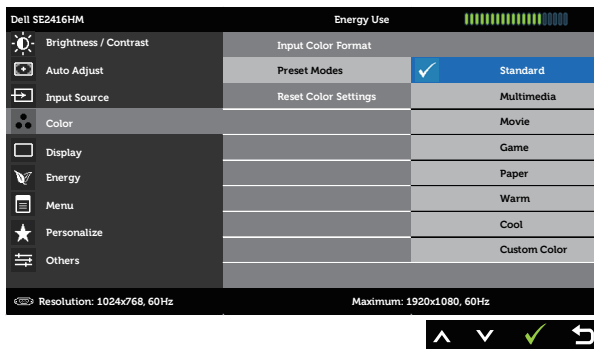 Dell SE2416HM Energy Use
Brightness / Contrast
Auto Adjust
Input Source
Color
Display
Energy
Menu
Personalize
Others
Input Color Format
Preset Modes
Reset Color Settings
Standard
Multimedia
Movie
Game
Paper
Warm
Cool
Custom Color
Resolution: 1024x768, 60Hz Maximum: 1920x1080, 60Hz